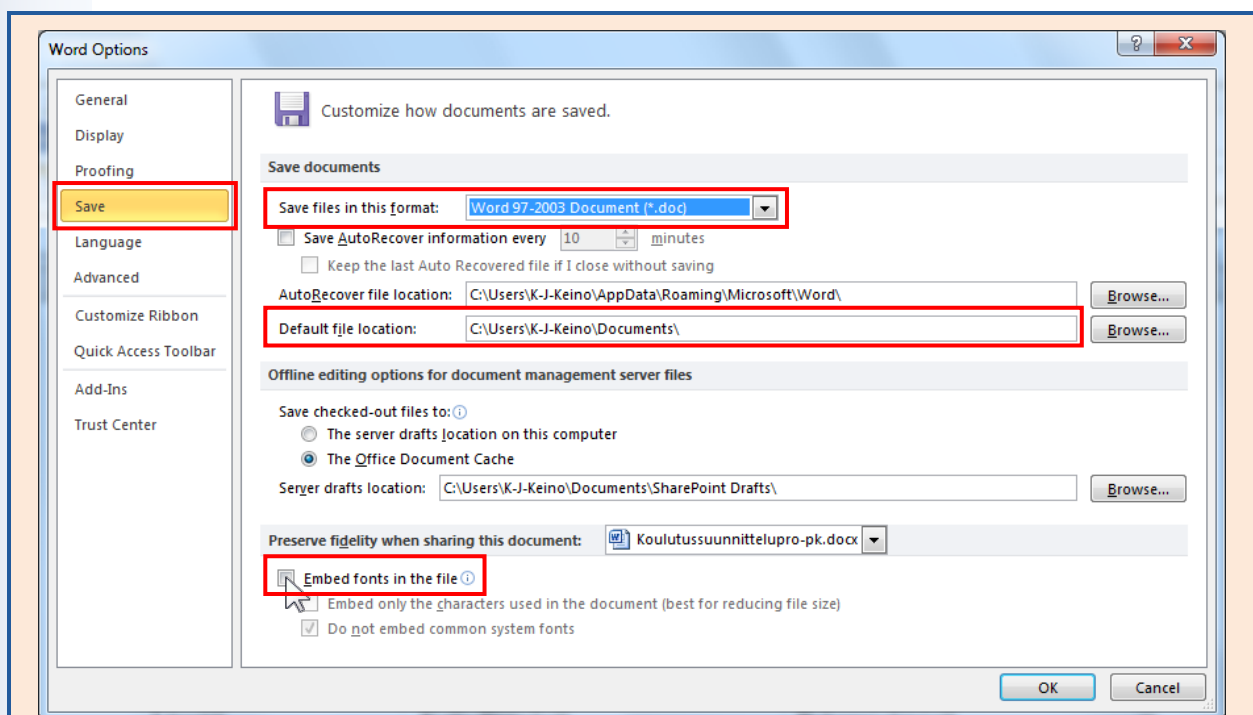 Word Options
General
Display
Proofing
Save
Language
Advanced
Customize Ribbon
Quick Access Toolbar
Add-Ins
Trust Center
Customize how documents are saved.
Save documents
Save files in this format: Word 97-2003 Document (*.doc)
Save AutoRecover information every 10 minutes
Keep the last Auto Recovered file if I close without saving
AutoRecover file location: C:\Users\K-J-Keino\AppData\Roaming\Microsoft\Word\ Browse...
Default file location: C:\Users\K-J-Keino\Documents\ Browse...
Offline editing options for document management server files
Save checked-out files to:
The server drafts location on this computer
The Office Document Cache
Server drafts location: C:\Users\K-J-Keino\Documents\SharePoint Drafts\ Browse...
Preserve fidelity when sharing this document: Koulutussuunnittelupro-pk.docx
Embed fonts in the file
Embed only the characters used in the document (best for reducing file size)
Do not embed common system fonts
OK Cancel